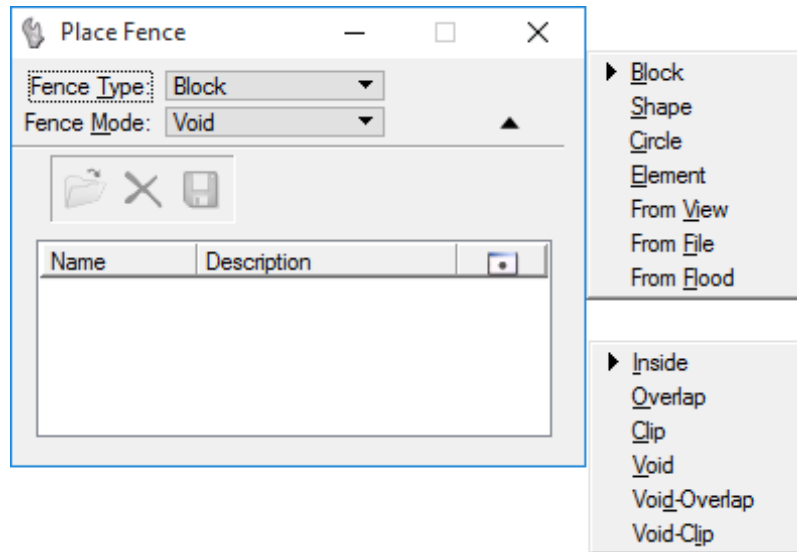 Place Fence
Fence Type: Block
Fence Mode: Void
Name Description
Block
Shape
Circle
Element
From View
From File
From Flood
Inside
Overlap
Clip
Void
Void-Overlap
Void-Clip